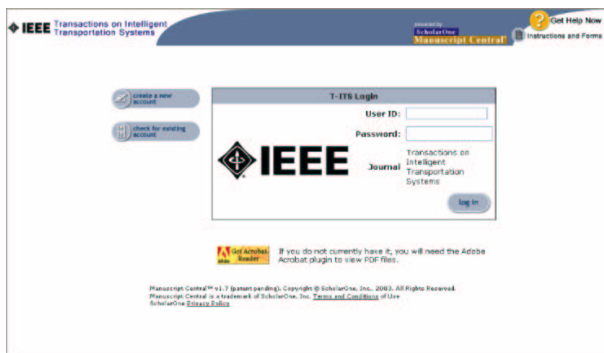 IEEE Transactions on Intelligent
Transportation Systems
powered by
ScholarOne
Manuscript Central
Get Help Now
Instructions and Forms
create a new
account
check for existing
account
T-ITS Login
User ID:
Password:
IEEE
Journal
Transactions on
Intelligent
Transportation
Systems
log in
Get Acrobat
Reader
Adobe
If you do not currently have it, you will need the Adobe
Acrobat plugin to view PDF files.
Manuscript Central™ v1.7 (patent pending). Copyright © ScholarOne, Inc., 2003. All Rights Reserved.
Manuscript Central is a trademark of ScholarOne, Inc. Terms and Conditions of Use
ScholarOne Privacy Policy